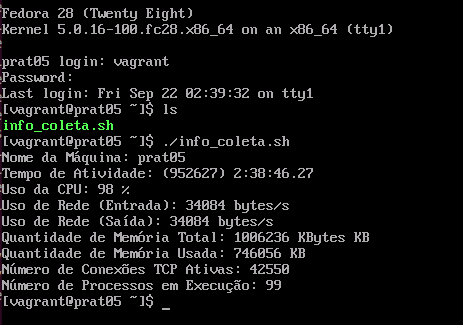 Fedora 28 (Twenty Eight)
Kernel 5.0.16-100.fc28.x86_64 on an x86_64 (tty1)
prat05 login: vagrant
Password:
Last login: Fri Sep 22 02:39:32 on tty1
[vagrant@prat05 ~]$ ls
info_coleta.sh
[vagrant@prat05 ~]$ ./info_coleta.sh
Nome da Máquina: prat05
Tempo de Atividade: (952627) 2:38:46.27
Uso da CPU: 98 %
Uso de Rede (Entrada): 34084 bytes/s
Uso de Rede (Saída): 34084 bytes/s
Quantidade de Memória Total: 1006236 KBytes KB
Quantidade de Memória Usada: 746056 KB
Número de Conexões TCP Ativas: 42550
Número de Processos em Execução: 99
[vagrant@prat05 ~]$ _